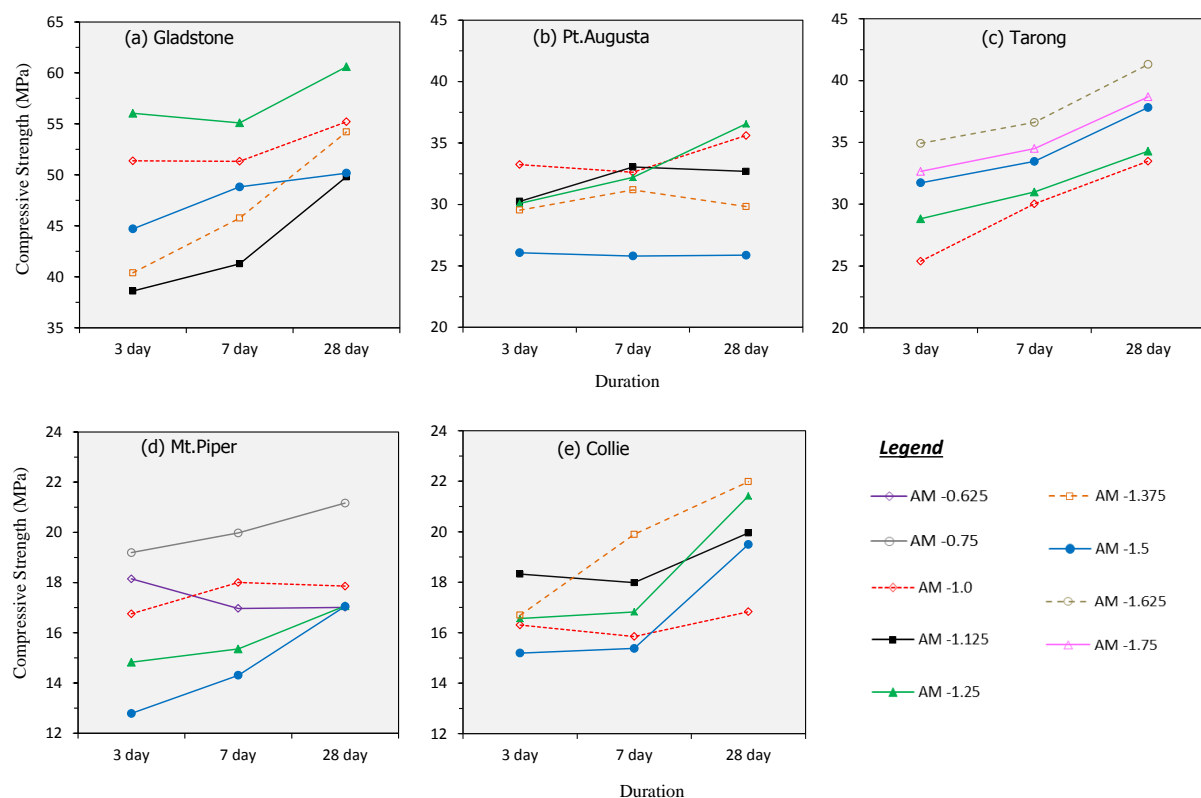 (a) Gladstone
Compressive Strength (MPa)
65
60
55
50
45
40
35
3 day 7 day 28 day
(b) Pt.Augusta
45
40
35
30
25
20
3 day 7 day 28 day
Duration
(c) Tarong
45
40
35
30
25
20
3 day 7 day 28 day
(d) Mt.Piper
Compressive Strength (MPa)
24
22
20
18
16
14
12
3 day 7 day 28 day
(e) Collie
24
22
20
18
16
14
12
3 day 7 day 28 day
Duration
Legend
AM -0.625
AM -0.75
AM -1.0
AM -1.125
AM -1.25
AM -1.375
AM -1.5
AM -1.625
AM -1.75